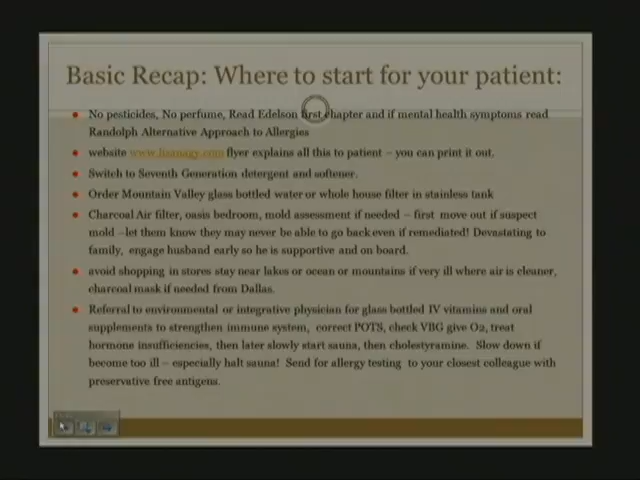 Basic Recap: Where to start for your patient:
No pesticides, No perfume, Read Edelson first chapter and if mental health symptoms read
Randolph Alternative Approach to Allergies
website www.lisanagy.com flyer explains all this to patient – you can print it out.
Switch to Seventh Generation detergent and softener.
Order Mountain Valley glass bottled water or whole house filter in stainless tank
Charcoal Air filter, oasis bedroom, mold assessment if needed – first move out if suspect
mold –let them know they may never be able to go back even if remediated! Devastating to
family, engage husband early so he is supportive and on board.
avoid shopping in stores stay near lakes or ocean or mountains if very ill where air is cleaner,
charcoal mask if needed from Dallas.
Referral to environmental or integrative physician for glass bottled IV vitamins and oral
supplements to strengthen immune system, correct POTS, check VBG give O2, treat
hormone insufficiencies, then later slowly start sauna, then cholestyramine. Slow down if
become too ill – especially halt sauna! Send for allergy testing to your closest colleague with
preservative free antigens.